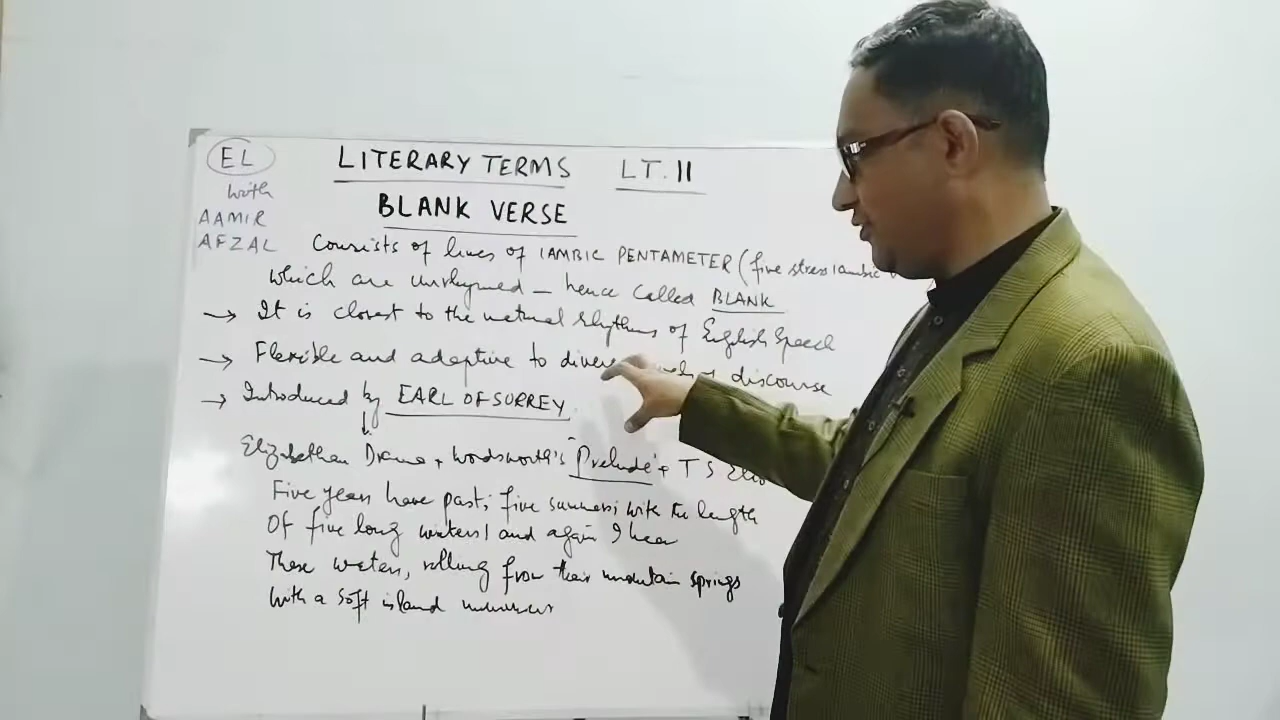 EL
with
AAMIR
AFZAL
LITERARY TERMS LT.11
BLANK VERSE
Consists of lines of IAMBIC PENTAMETER (five stress iambic
which are unrhymed – hence called BLANK
→ It is closest to the natural rhythms of English Speech
→ Flexible and adaptive to discourse
→ Introduced by EARL OF SURREY.
Elizabethan Drama + Wordsworth's "Prelude" + T S
Five years have past; five summers; with the length
Of five long winters! and again I hear
These waters, rolling from their mountain springs
With a soft island murmur